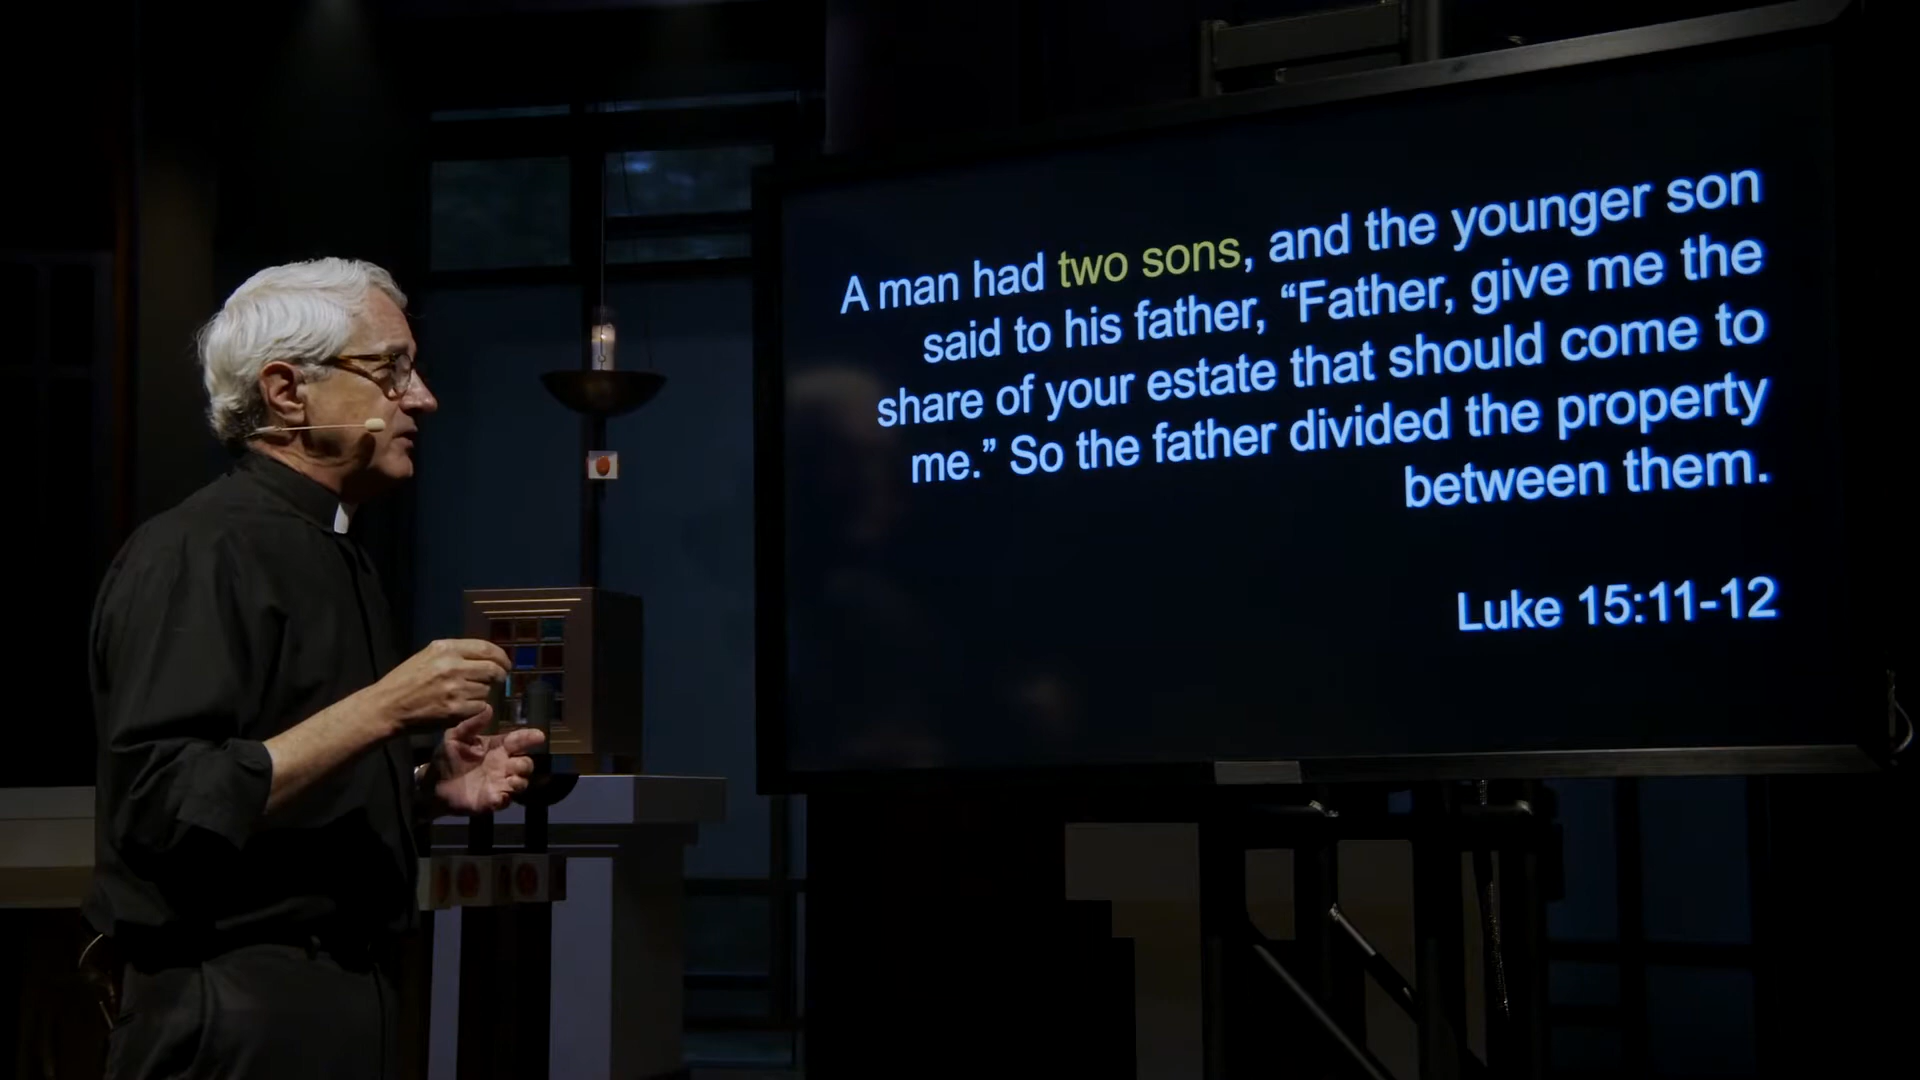 A man had two sons, and the younger son
said to his father, “Father, give me the
share of your estate that should come to
me.” So the father divided the property
between them.
Luke 15:11-12